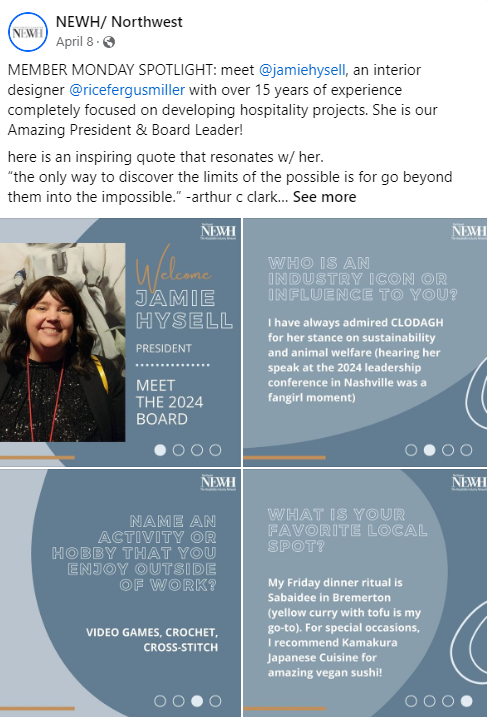 NEWH
NEWH/ Northwest
April 8 ·
MEMBER MONDAY SPOTLIGHT: meet @jamiehysell, an interior
designer @ricefergusmiller with over 15 years of experience
completely focused on developing hospitality projects. She is our
Amazing President & Board Leader!
here is an inspiring quote that resonates w/ her.
“the only way to discover the limits of the possible is for go beyond
them into the impossible.” -arthur c clark... See more
NEWH
Welcome
JAMIE
HYSELL
PRESIDENT
MEET
THE 2024
BOARD
NEWH
WHO IS AN
INDUSTRY ICON OR
INFLUENCE TO YOU?
I have always admired CLODAGH
for her stance on sustainability
and animal welfare (hearing her
speak at the 2024 leadership
conference in Nashville was a
fangirl moment)
NEWH
NAME AN
ACTIVITY OR
HOBBY THAT YOU
ENJOY OUTSIDE
OF WORK?
VIDEO GAMES, CROCHET,
CROSS-STITCH
NEWH
WHAT IS YOUR
FAVORITE LOCAL
SPOT?
My Friday dinner ritual is
Sabaidee in Bremerton
(yellow curry with tofu is my
go-to). For special occasions,
I recommend Kamakura
Japanese Cuisine for
amazing vegan sushi!